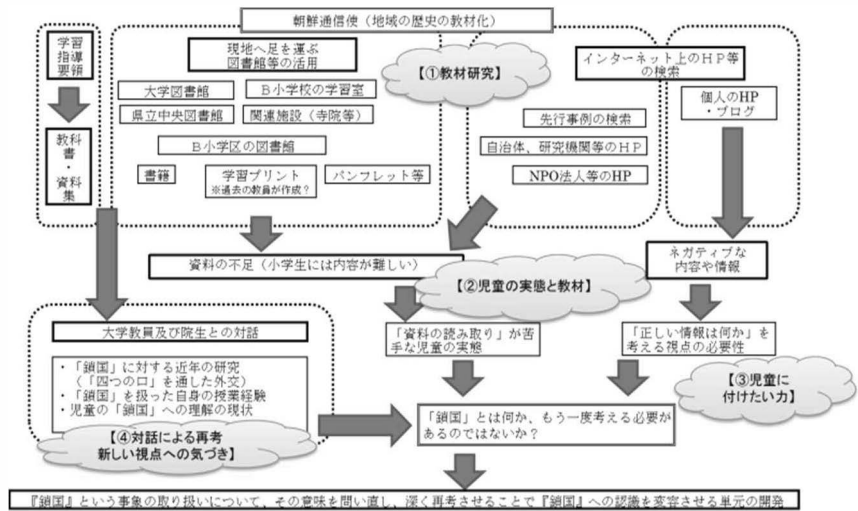 朝鮮通信使（地域の歴史の教材化）
学習
指導
要領
教科
書・
資料
集
現地へ足を運ぶ
図書館等の活用
大学図書館
Ｂ小学校の学習室
県立中央図書館
関連施設（寺院等）
Ｂ小学区の図書館
書籍
学習プリント
※過去の教員が作成？
パンフレット等
【①教材研究】
インターネット上のＨＰ等
の検索
先行事例の検索
自治体、研究機関等のＨＰ
NPO法人等のHP
個人のHP
・ブログ
資料の不足（小学生には内容が難しい）
【②児童の実態と教材】
ネガティブな
内容や情報
大学教員及び院生との対話
・「鎖国」に対する近年の研究
（「四つの口」を通した外交）
・「鎖国」を扱った自身の授業経験
・児童の「鎖国」への理解の現状
「資料の読み取り」が苦
手な児童の実態
「正しい情報は何か」を
考える視点の必要性
【③児童に
付けたい力】
【④対話による再考
新しい視点への気づき】
「鎖国」とは何か、もう一度考える必要が
あるのではないか？
『鎖国』という事象の取り扱いについて、その意味を問い直し、深く再考させることで『鎖国』への認識を変容させる単元の開発